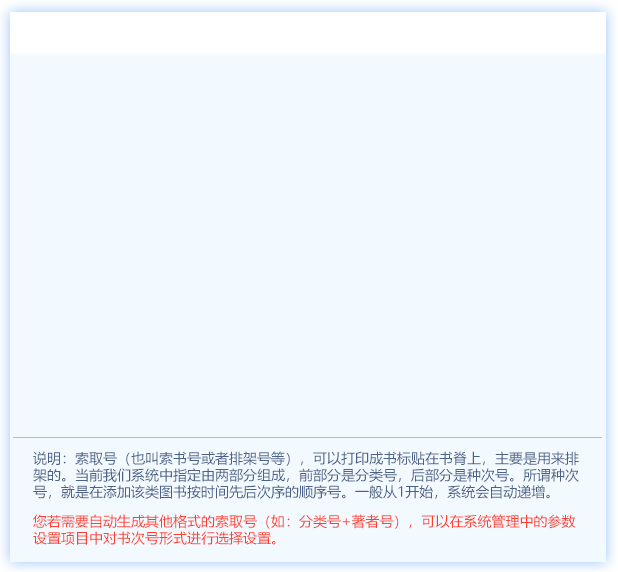 说明：索取号（也叫索书号或者排架号等），可以打印成书标贴在书脊上，主要是用来排
架的。当前我们系统中指定由两部分组成，前部分是分类号，后部分是种次号。所谓种次
号，就是在添加该类图书按时间先后次序的顺序号。一般从1开始，系统会自动递增。
您若需要自动生成其他格式的索取号（如：分类号+著者号），可以在系统管理中的参数
设置项目中对书次号形式进行选择设置。